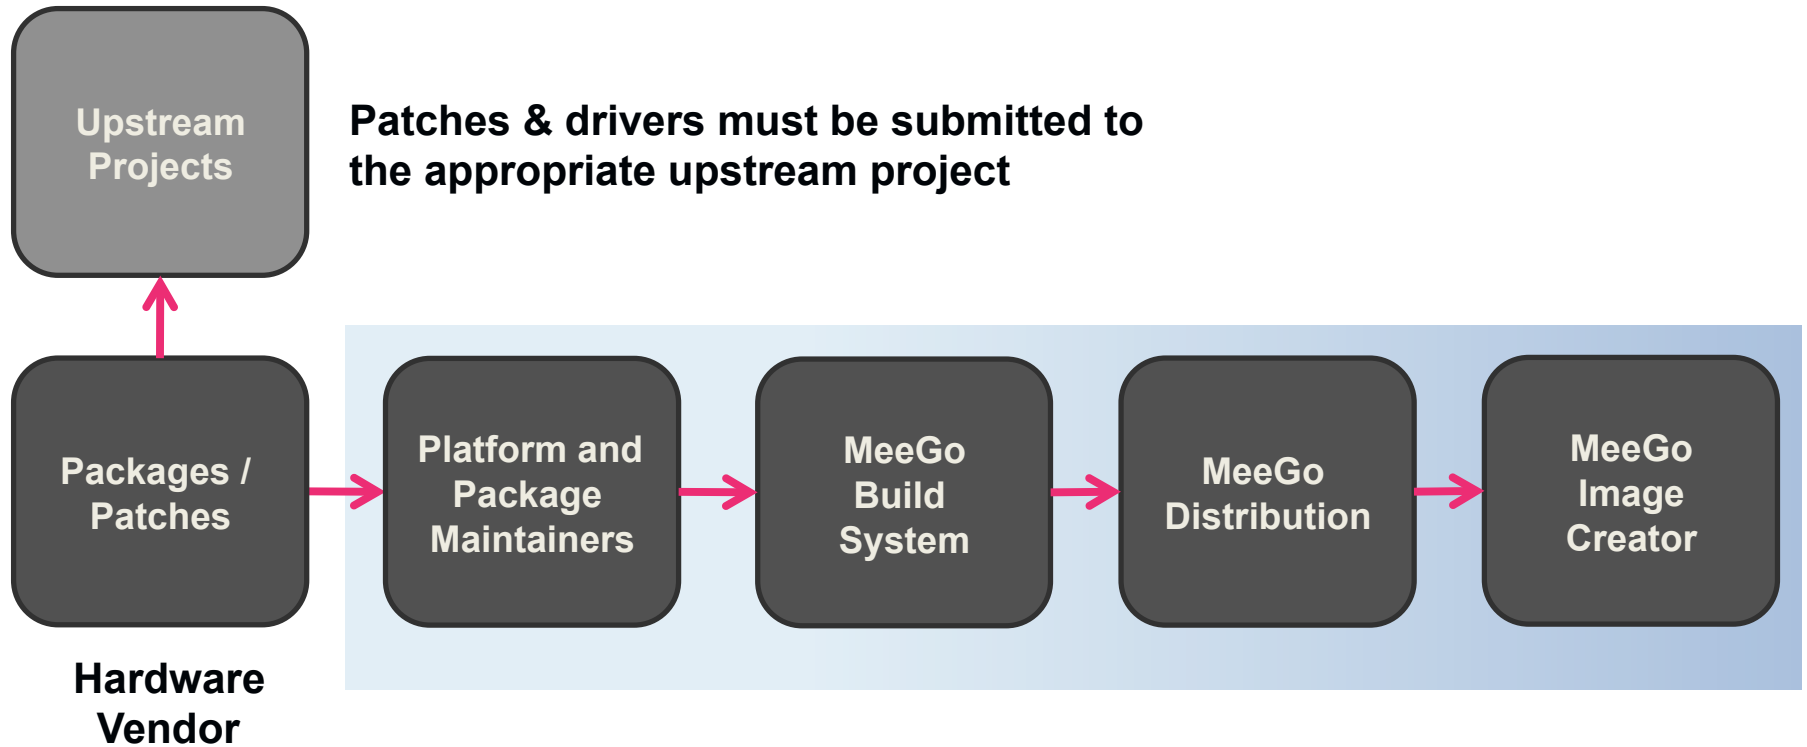 Upstream
Projects
Patches & drivers must be submitted to
the appropriate upstream project
Packages /
Patches
Platform and
Package
Maintainers
MeeGo
Build
System
MeeGo
Distribution
MeeGo
Image
Creator
Hardware
Vendor